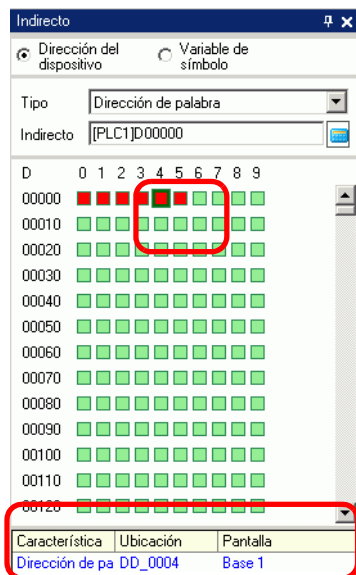 Indirecto
Dirección del dispositivo
Variable de símbolo
Tipo Dirección de palabra
Indirecto [PLC1]D00000
D 0 1 2 3 4 5 6 7 8 9
00000
00010
00020
00030
00040
00050
00060
00070
00080
00090
00100
00110
00120
Característica Ubicación Pantalla
Dirección de pa DD_0004 Base 1